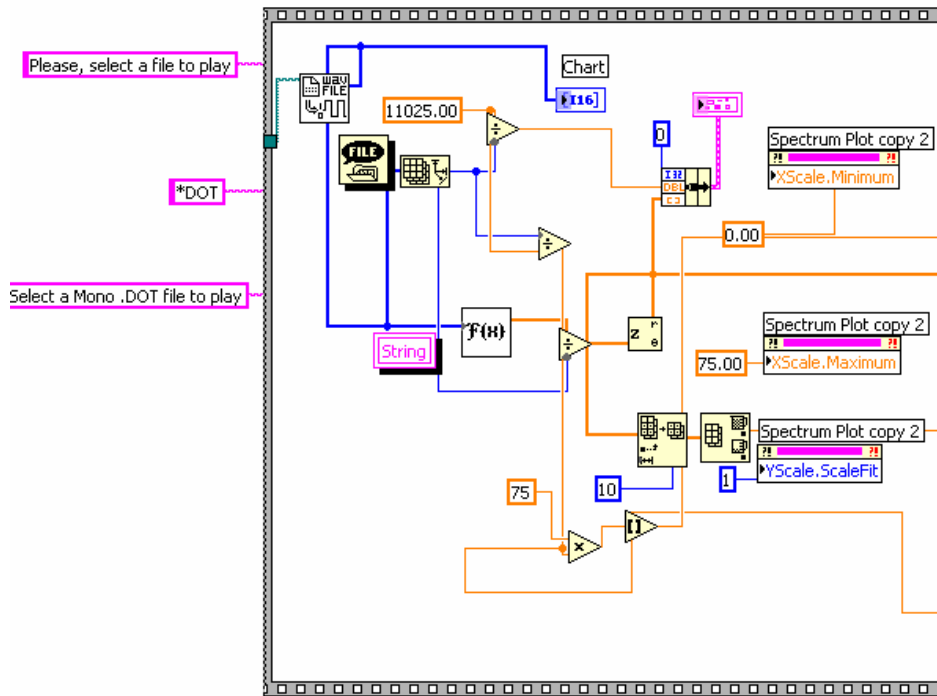 Please, select a file to play
wav
FILE
Chart
I16
11025.00
FILE
0
I32
DBL
[ ]
Spectrum Plot copy 2
?! ?!
XScale.Minimum
*DOT
0.00
Select a Mono .DOT file to play
F(x)
String
z
r
θ
Spectrum Plot copy 2
?! ?!
75.00
XScale.Maximum
Spectrum Plot copy 2
?! ?!
YScale.ScaleFit
10
1
75